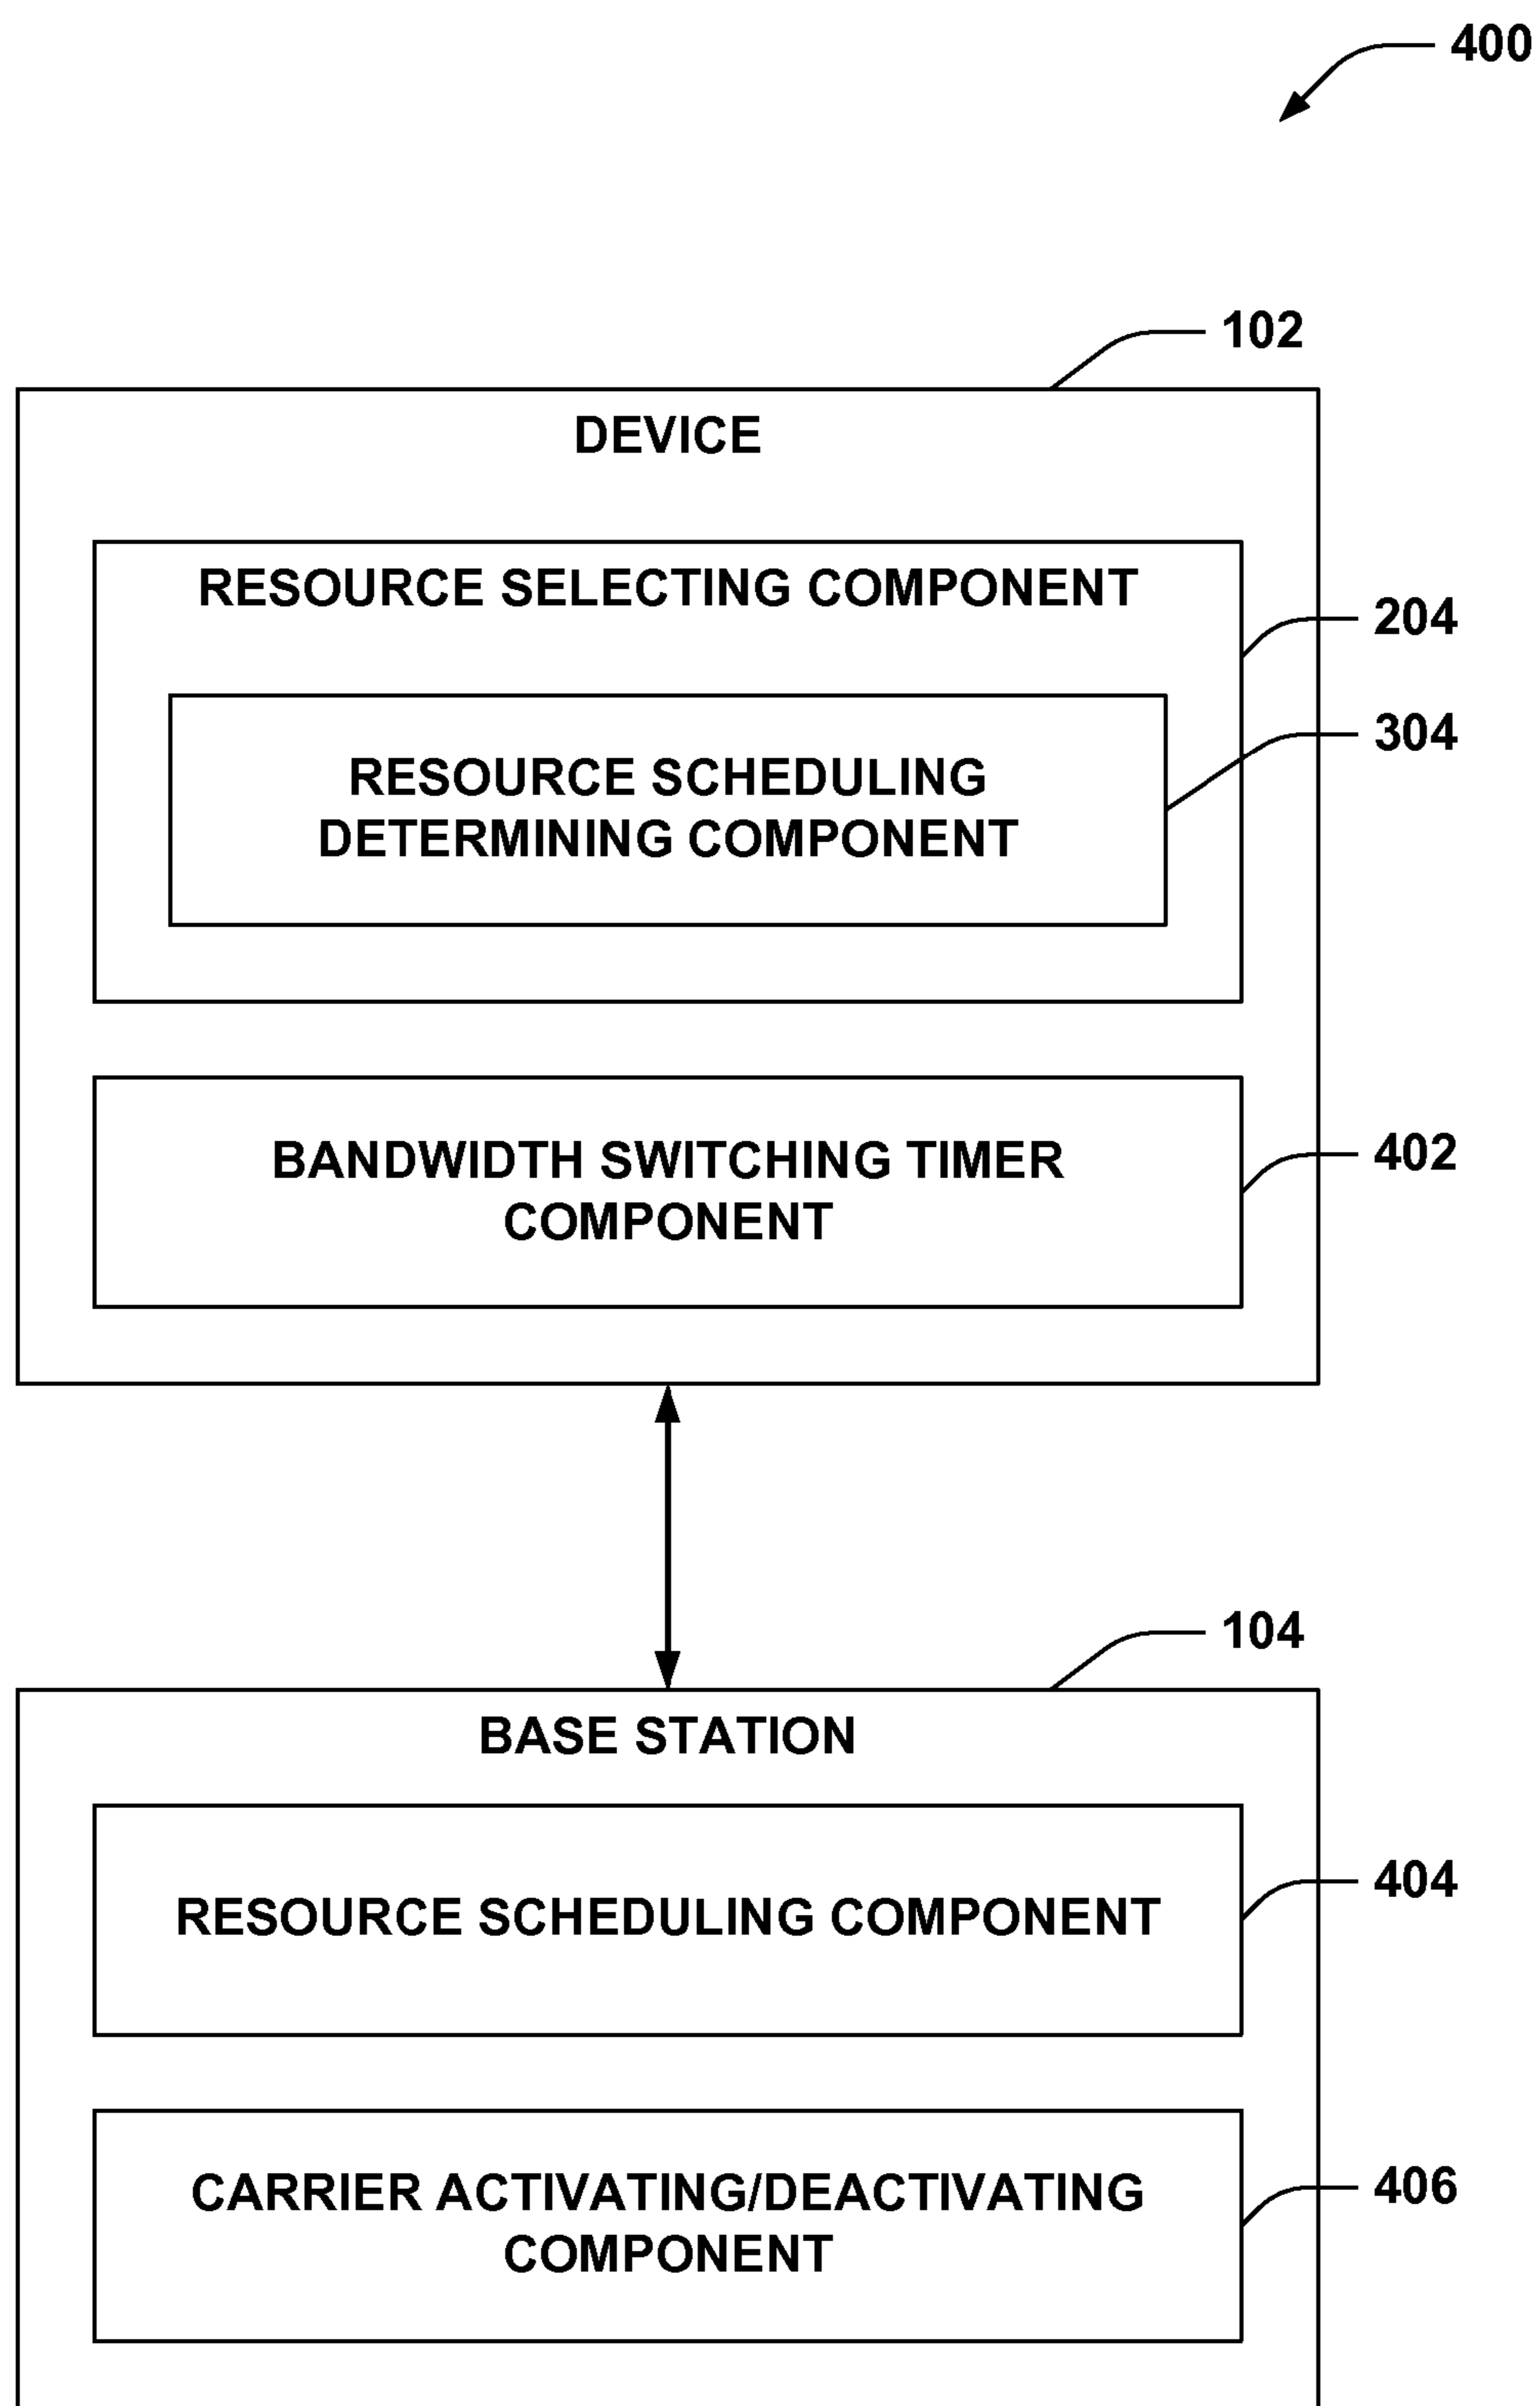 400
102
DEVICE
RESOURCE SELECTING COMPONENT
204
304
RESOURCE SCHEDULING
DETERMINING COMPONENT
BANDWIDTH SWITCHING TIMER
COMPONENT
402
104
BASE STATION
404
RESOURCE SCHEDULING COMPONENT
406
CARRIER ACTIVATING/DEACTIVATING
COMPONENT